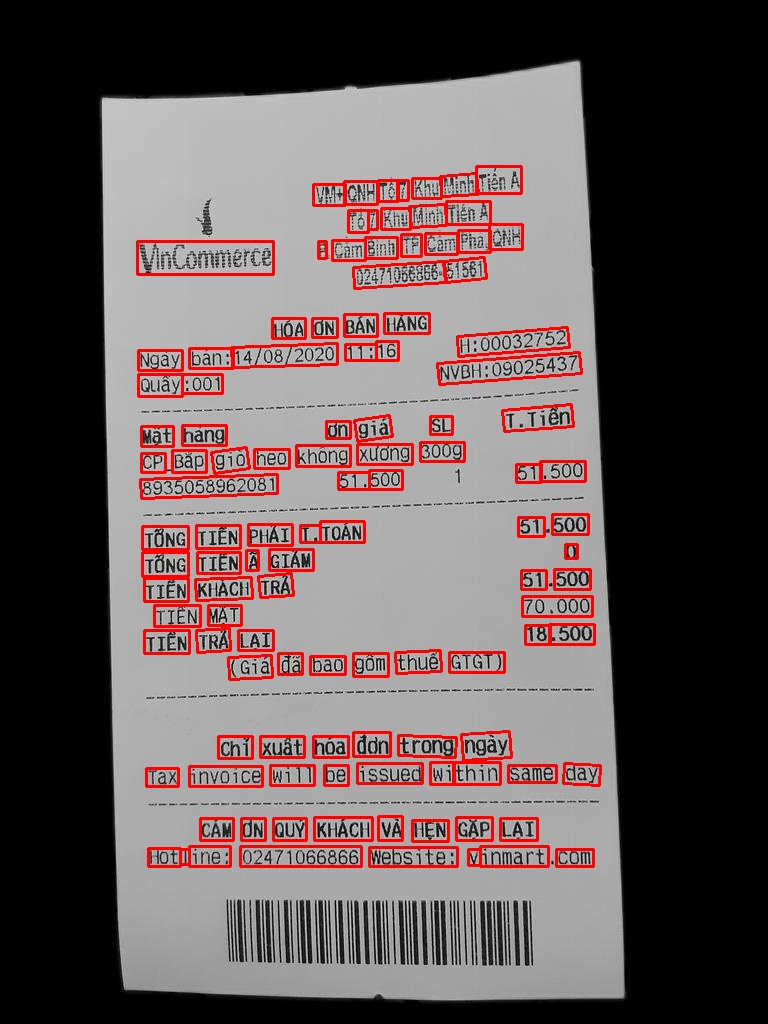 VM+ QNH Tổ 7 Khu Minh Tiến A
Tổ 7 Khu Minh Tiến A
P. Cẩm Bình TP Cẩm Phả, QNH
VinCommerce
02471066866-51561
HÓA ĐƠN BÁN HÀNG
Ngày bán:14/08/2020 11:16 HĐ:00032752
Quầy:001 NVBH:09025437
Mặt hàng Đơn giá SL T.Tiền
CP Bắp giò heo không xương 300g
8935058962081 51.500 1 51.500
TỔNG TIỀN PHẢI T.TOÁN 51.500
TỔNG TIỀN ĐÃ GIẢM 0
TIỀN KHÁCH TRẢ 51.500
TIỀN MẶT 70.000
TIỀN TRẢ LẠI 18.500
(Giá đã bao gồm thuế GTGT)
Chỉ xuất hóa đơn trong ngày
Tax invoice will be issued within same day
CẢM ƠN QUÝ KHÁCH VÀ HẸN GẶP LẠI
Hotline: 02471066866 Website: vinmart.com